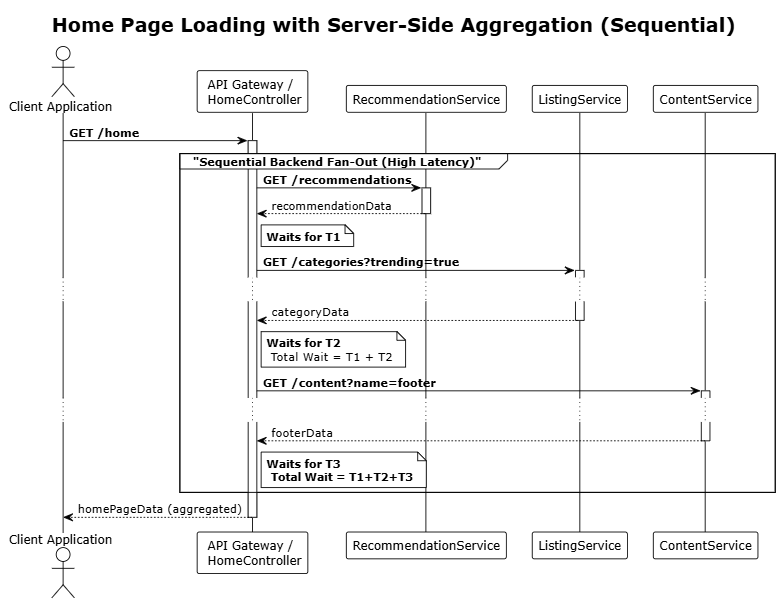 Home Page Loading with Server-Side Aggregation (Sequential)
Client Application
API Gateway /
HomeController
RecommendationService
ListingService
ContentService
GET /home
"Sequential Backend Fan-Out (High Latency)"
GET /recommendations
recommendationData
Waits for T1
GET /categories?trending=true
categoryData
Waits for T2
Total Wait = T1 + T2
GET /content?name=footer
footerData
Waits for T3
Total Wait = T1+T2+T3
homePageData (aggregated)
Client Application
API Gateway /
HomeController
RecommendationService
ListingService
ContentService